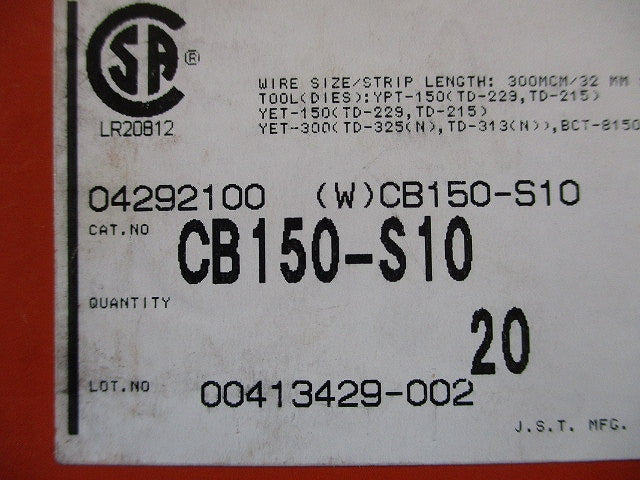 CSA ®
LR20812
WIRE SIZE/STRIP LENGTH: 300MCM/32 MM
TOOL(DIES):YPT-150(TD-229,TD-215)
YET-150(TD-229,TD-215)
YET-300(TD-325(N),TD-313(N)),BCT-8150
04292100 (W)CB150-S10
CAT.NO CB150-S10
QUANTITY 20
LOT.NO 00413429-002
J.S.T. MFG.